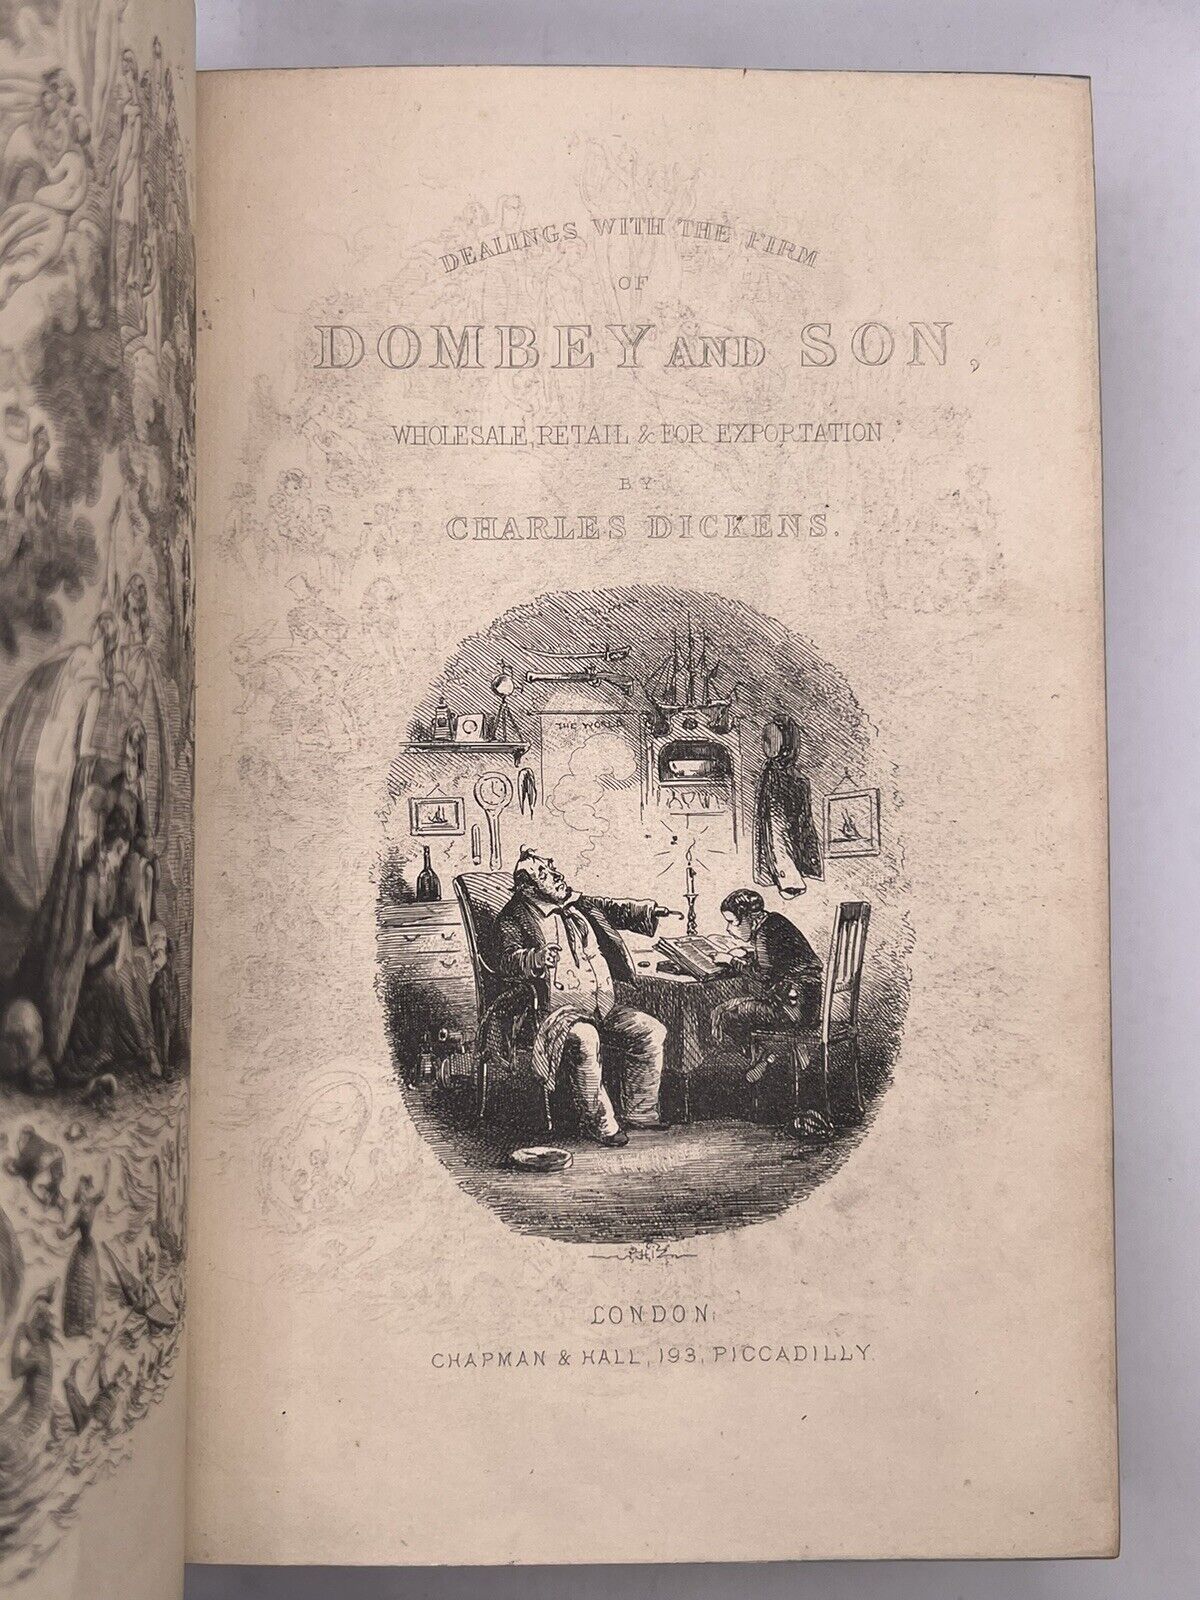 DEALINGS WITH THE FIRM
OF
DOMBEY AND SON,
WHOLESALE, RETAIL & FOR EXPORTATION,
BY
CHARLES DICKENS.
THE WORLD
LONDON:
CHAPMAN & HALL, 193, PICCADILLY.